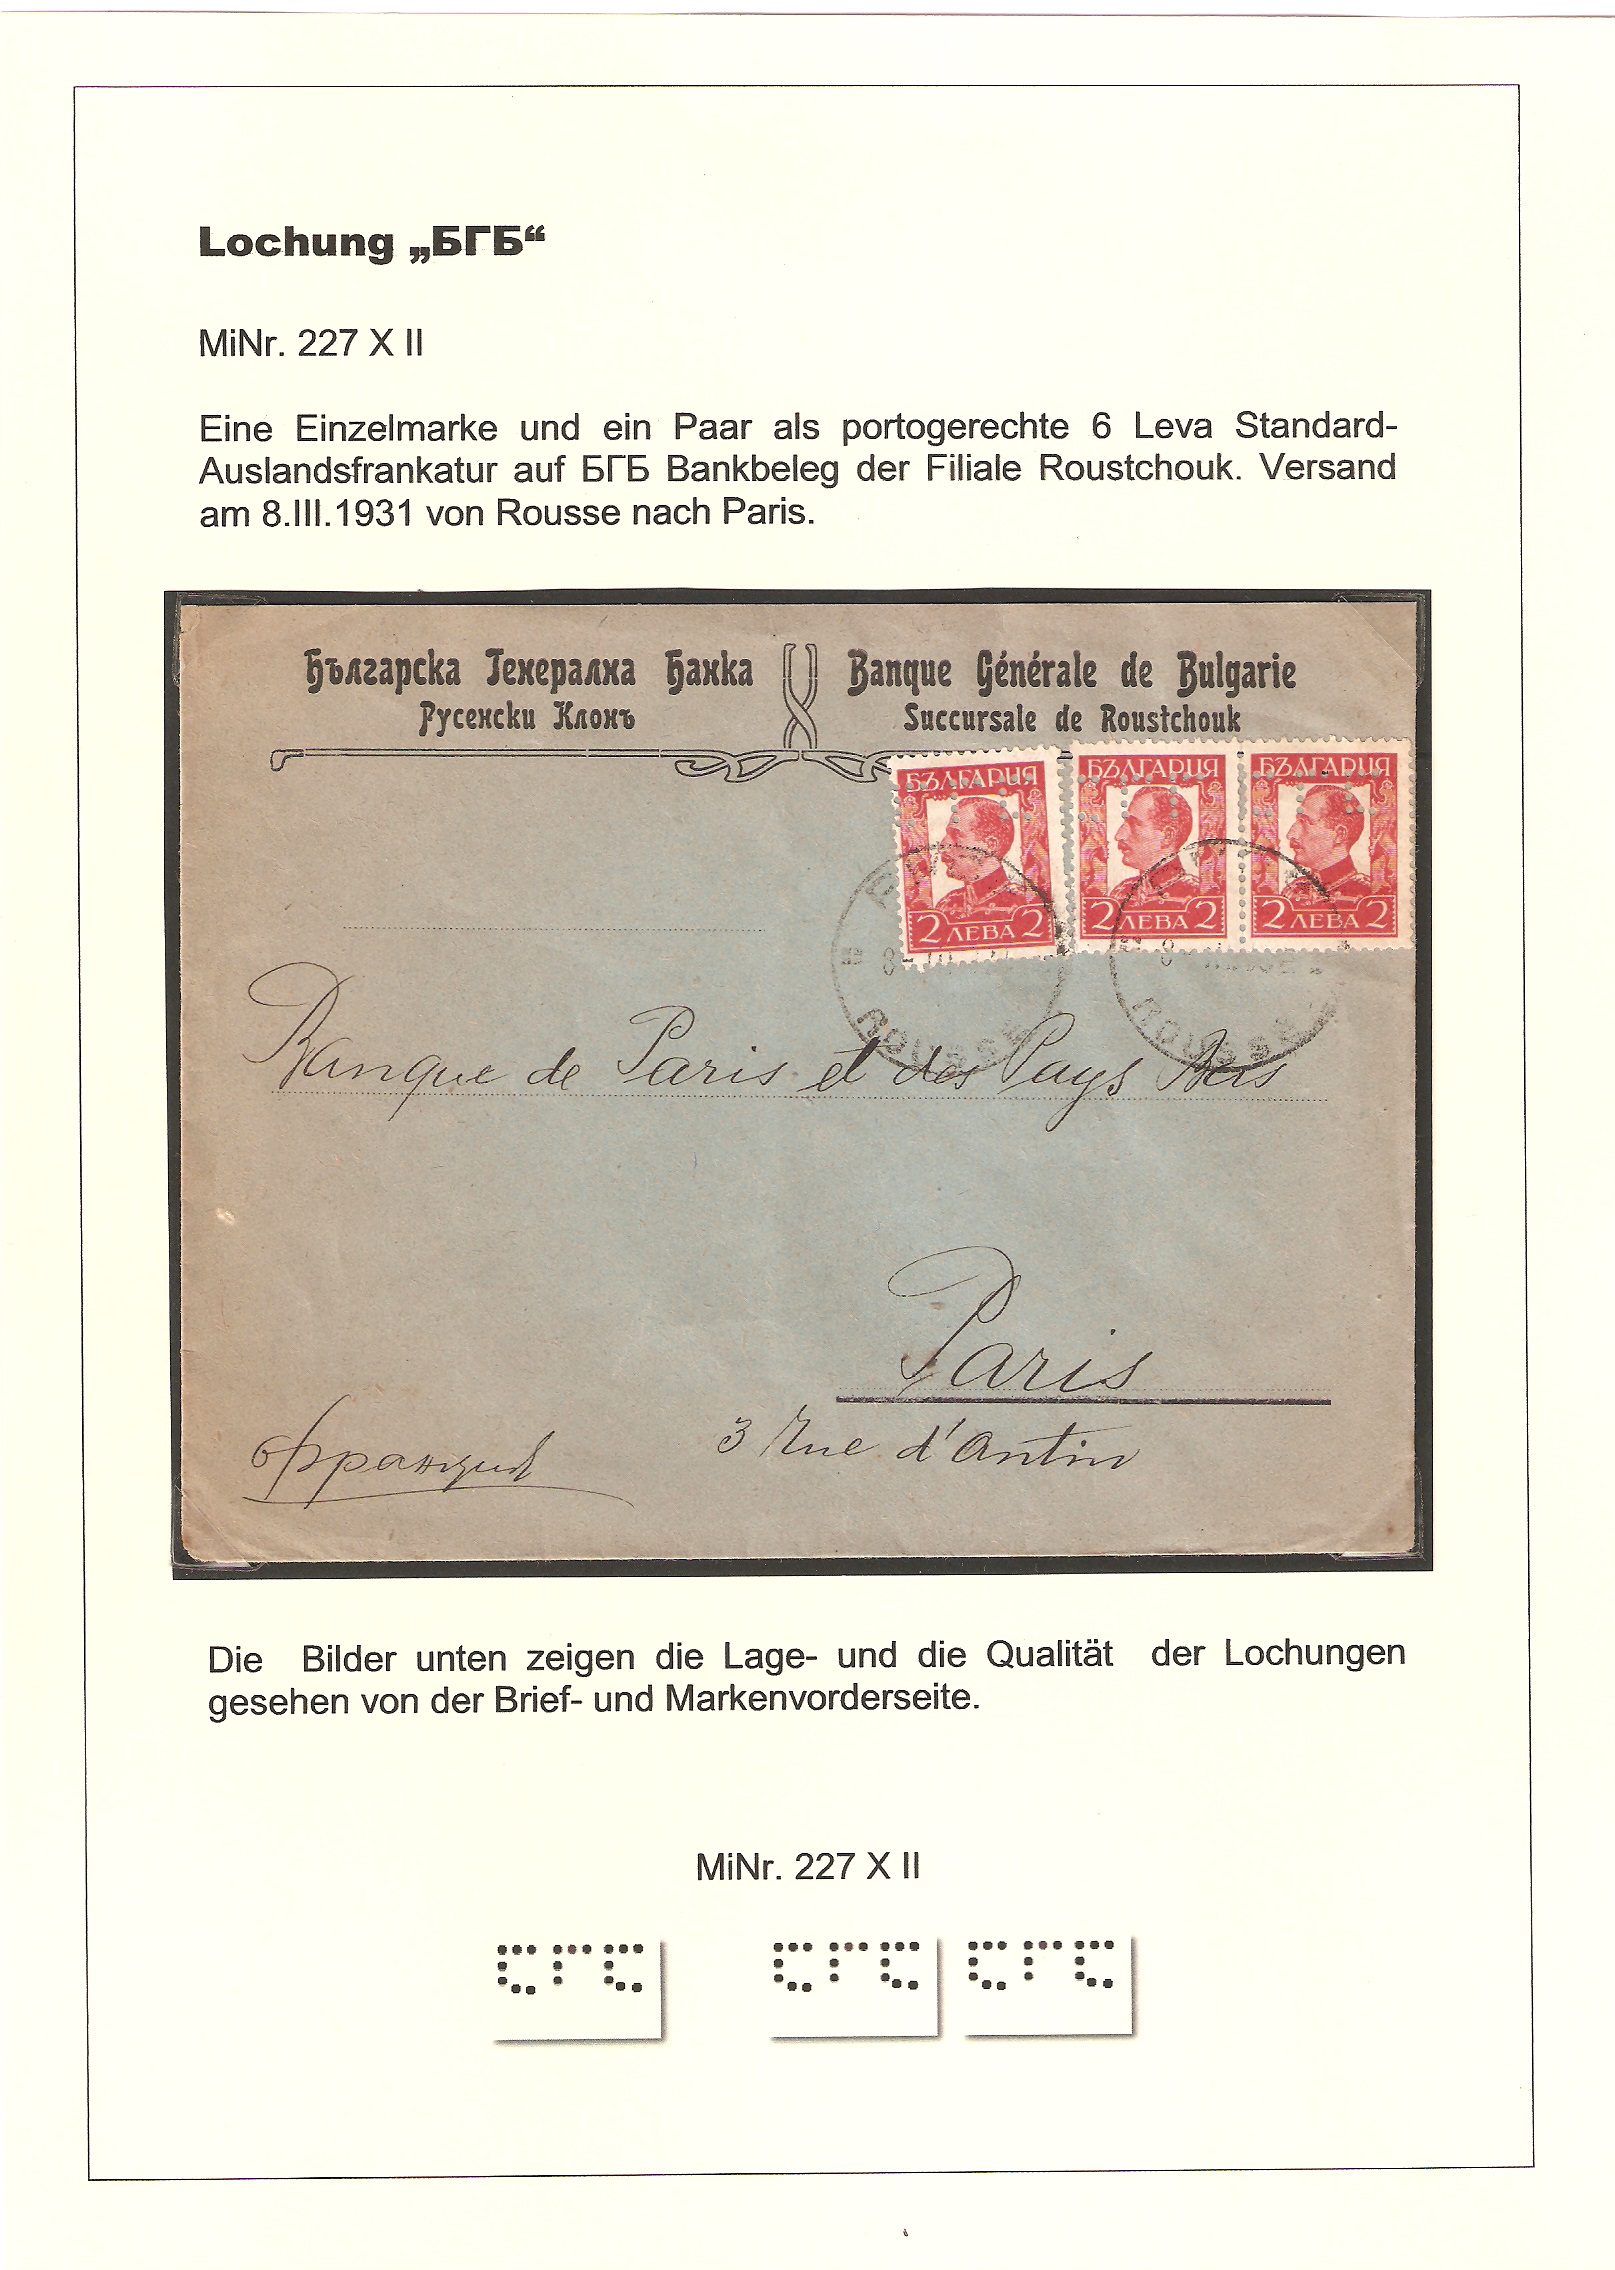 Lochung „БГБ“
MiNr. 227 X II
Eine Einzelmarke und ein Paar als portogerechte 6 Leva Standard-
Auslandsfrankatur auf БГБ Bankbeleg der Filiale Roustchouk. Versand
am 8.III.1931 von Rousse nach Paris.
Българска Генерална Банка
Русенски Клонъ
Banque Générale de Bulgarie
Succursale de Roustchouk
БЪЛГАРИЯ БЪЛГАРИЯ БЪЛГАРИЯ
2 ЛЕВА 2 2 ЛЕВА 2 2 ЛЕВА 2
ROUSSE ROUSSE
Banque de Paris et des Pays Bas
Paris
3 Rue d'Antin
Франция
Die Bilder unten zeigen die Lage- und die Qualität der Lochungen
gesehen von der Brief- und Markenvorderseite.
MiNr. 227 X II